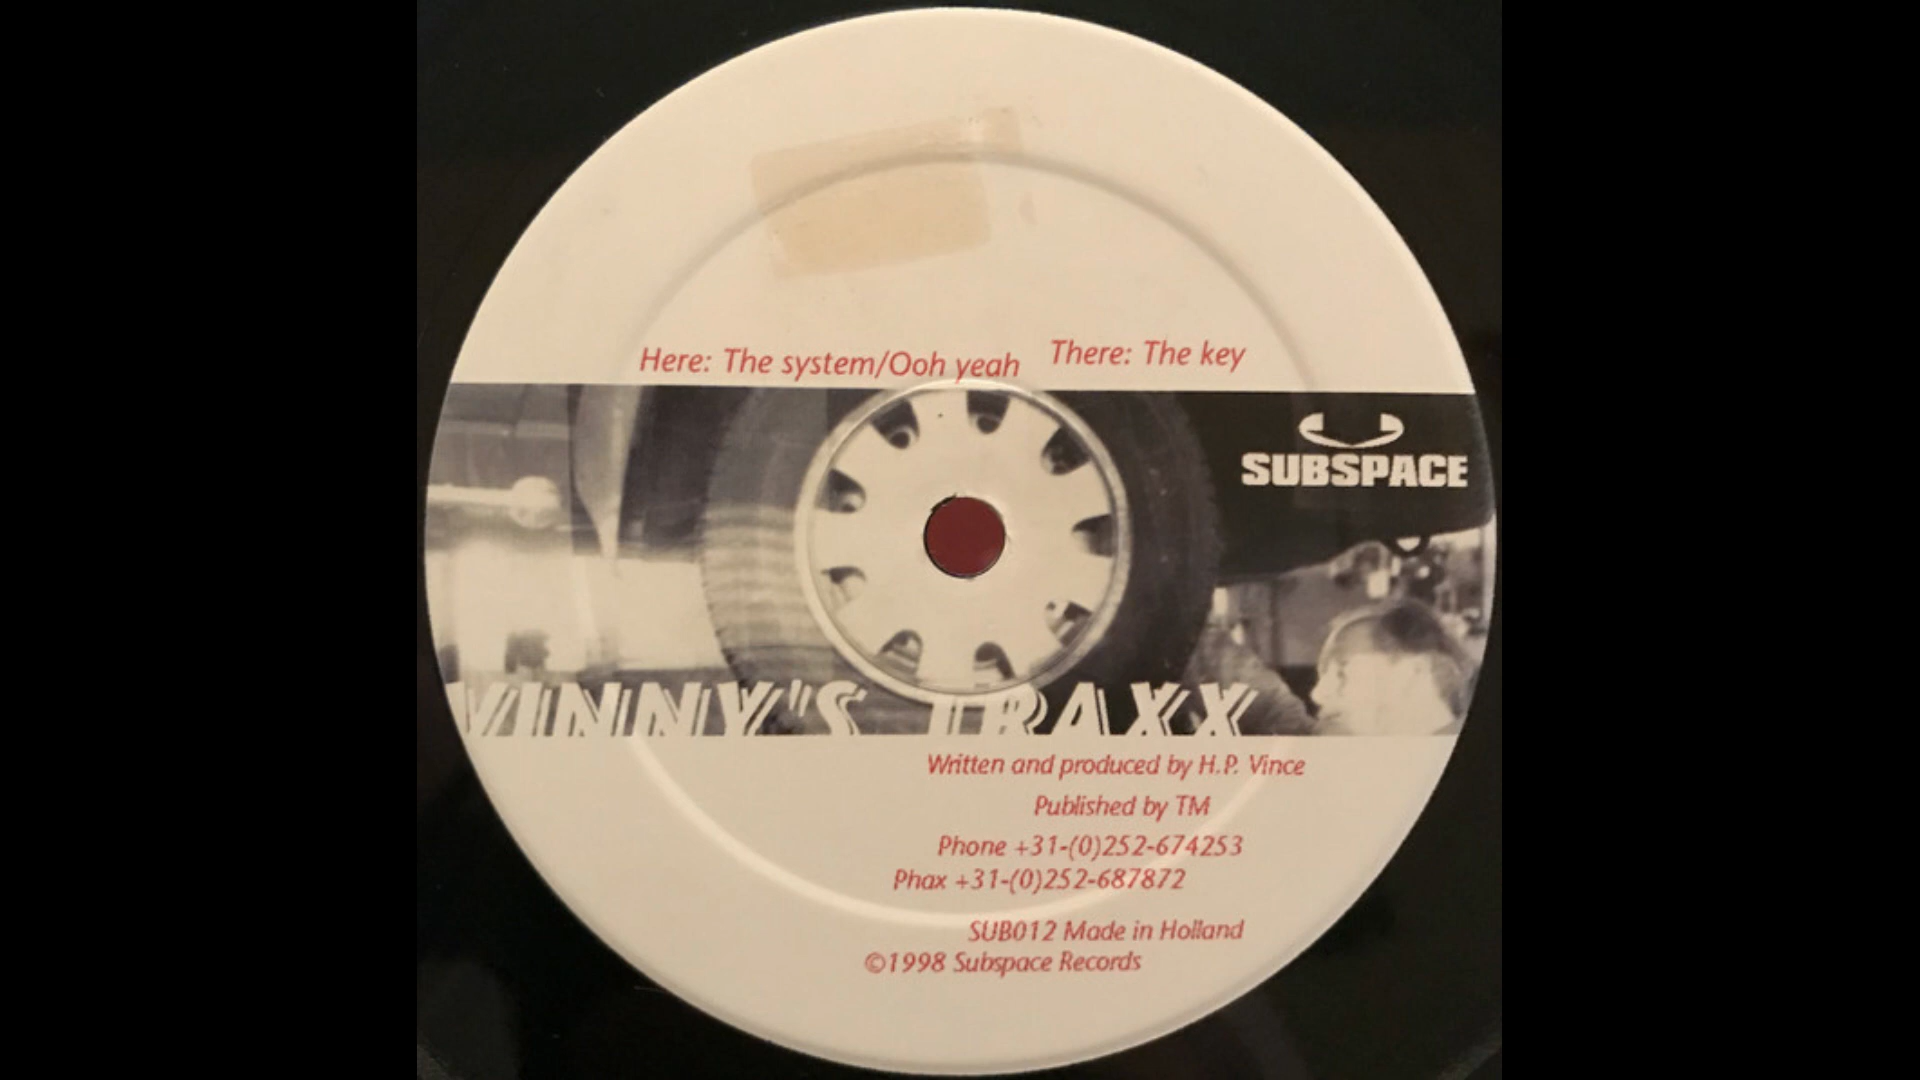 Here: The system/Ooh yeah There: The key
SUBSPACE
VINNY'S TRAXX
Written and produced by H.P. Vince
Published by TM
Phone +31-(0)252-674253
Phax +31-(0)252-687872
SUB012 Made in Holland
©1998 Subspace Records